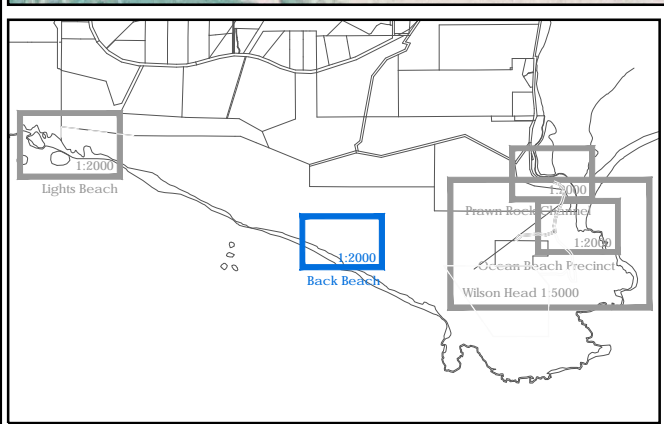 1:2000
Lights Beach
1:2000
Prawn Rock Channel
1:2000
1:2000
Ocean Beach Precinct
Back Beach
Wilson Head 1:5000